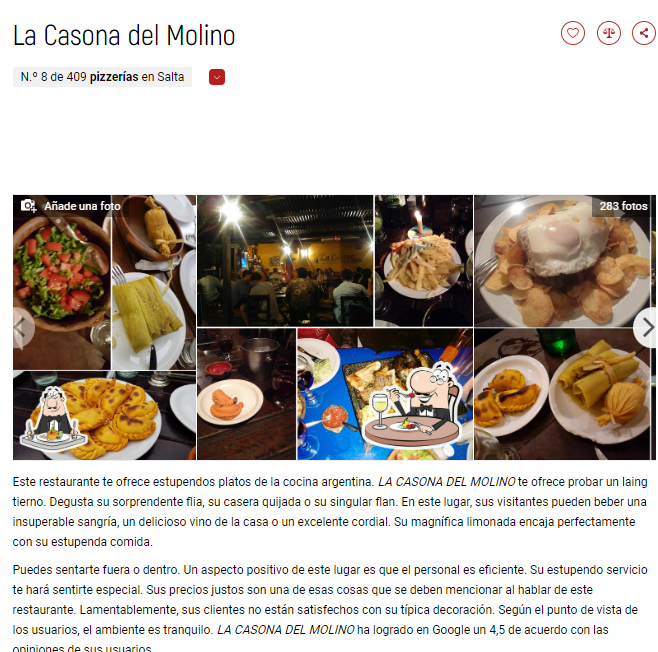 La Casona del Molino
N.º 8 de 409 pizzerías en Salta
Añade una foto
283 fotos
Este restaurante te ofrece estupendos platos de la cocina argentina. LA CASONA DEL MOLINO te ofrece probar un laing
tierno. Degusta su sorprendente flia, su casera quijada o su singular flan. En este lugar, sus visitantes pueden beber una
insuperable sangría, un delicioso vino de la casa o un excelente cordial. Su magnífica limonada encaja perfectamente
con su estupenda comida.
Puedes sentarte fuera o dentro. Un aspecto positivo de este lugar es que el personal es eficiente. Su estupendo servicio
te hará sentirte especial. Sus precios justos son una de esas cosas que se deben mencionar al hablar de este
restaurante. Lamentablemente, sus clientes no están satisfechos con su típica decoración. Según el punto de vista de
los usuarios, el ambiente es tranquilo. LA CASONA DEL MOLINO ha logrado en Google un 4,5 de acuerdo con las
opiniones de sus usuarios